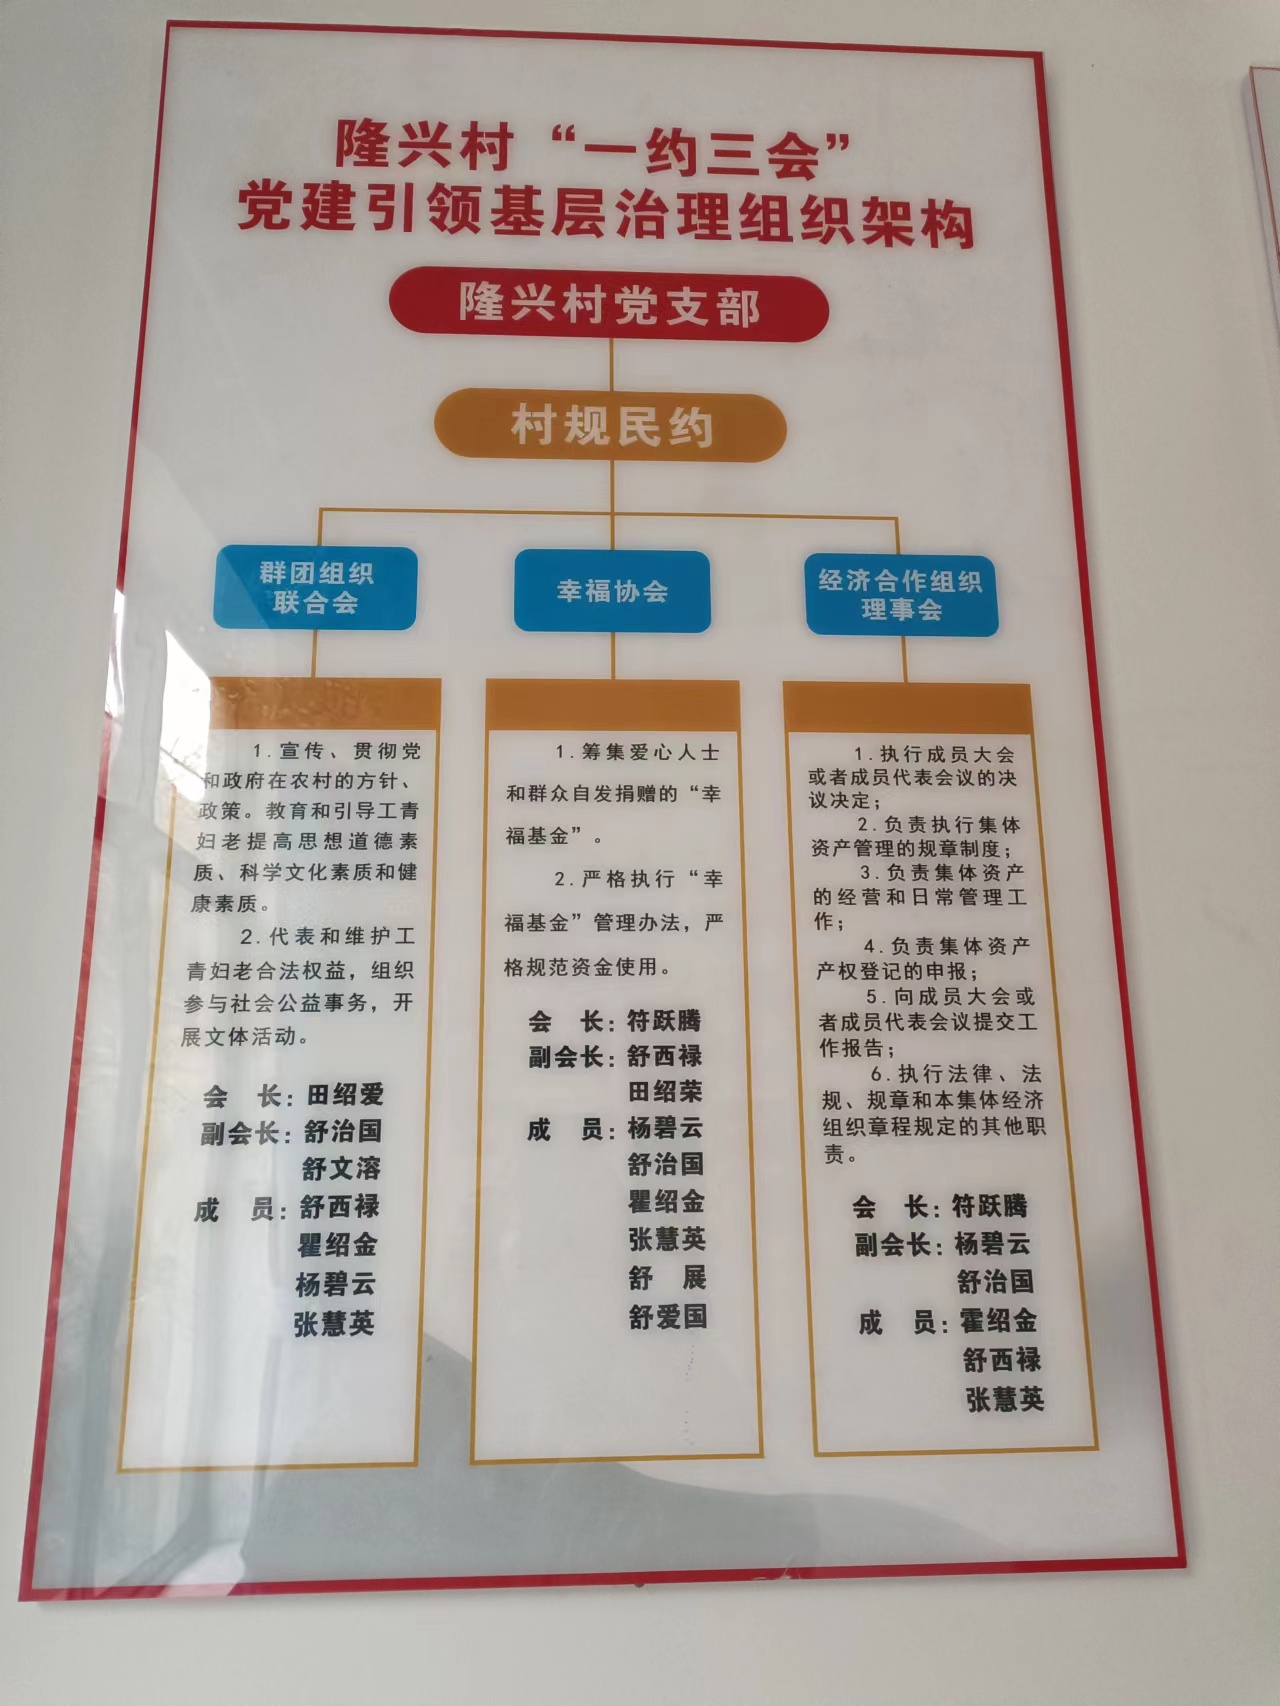 隆兴村“一约三会”
党建引领基层治理组织架构
隆兴村党支部
村规民约
群团组织
联合会
1.宣传、贯彻党
和政府在农村的方针、
政策。教育和引导工青
妇老提高思想道德素
质、科学文化素质和健
康素质。
2.代表和维护工
青妇老合法权益，组织
参与社会公益事务，开
展文体活动。
会 长：田绍爱
副会长：舒治国
舒文溶
成 员：舒西禄
瞿绍金
杨碧云
张慧英
幸福协会
1.筹集爱心人士
和群众自发捐赠的“幸
福基金”。
2.严格执行“幸
福基金”管理办法，严
格规范资金使用。
会 长：符跃腾
副会长：舒西禄
田绍荣
成 员：杨碧云
舒治国
瞿绍金
张慧英
舒 展
舒爱国
经济合作组织
理事会
1.执行成员大会
或者成员代表会议的决
议决定；
2.负责执行集体
资产管理的规章制度；
3.负责集体资产
的经营和日常管理工
作；
4.负责集体资产
产权登记的申报；
5.向成员大会或
者成员代表会议提交工
作报告；
6.执行法律、法
规、规章和本集体经济
组织章程规定的其他职
责。
会 长：符跃腾
副会长：杨碧云
舒治国
成 员：霍绍金
舒西禄
张慧英